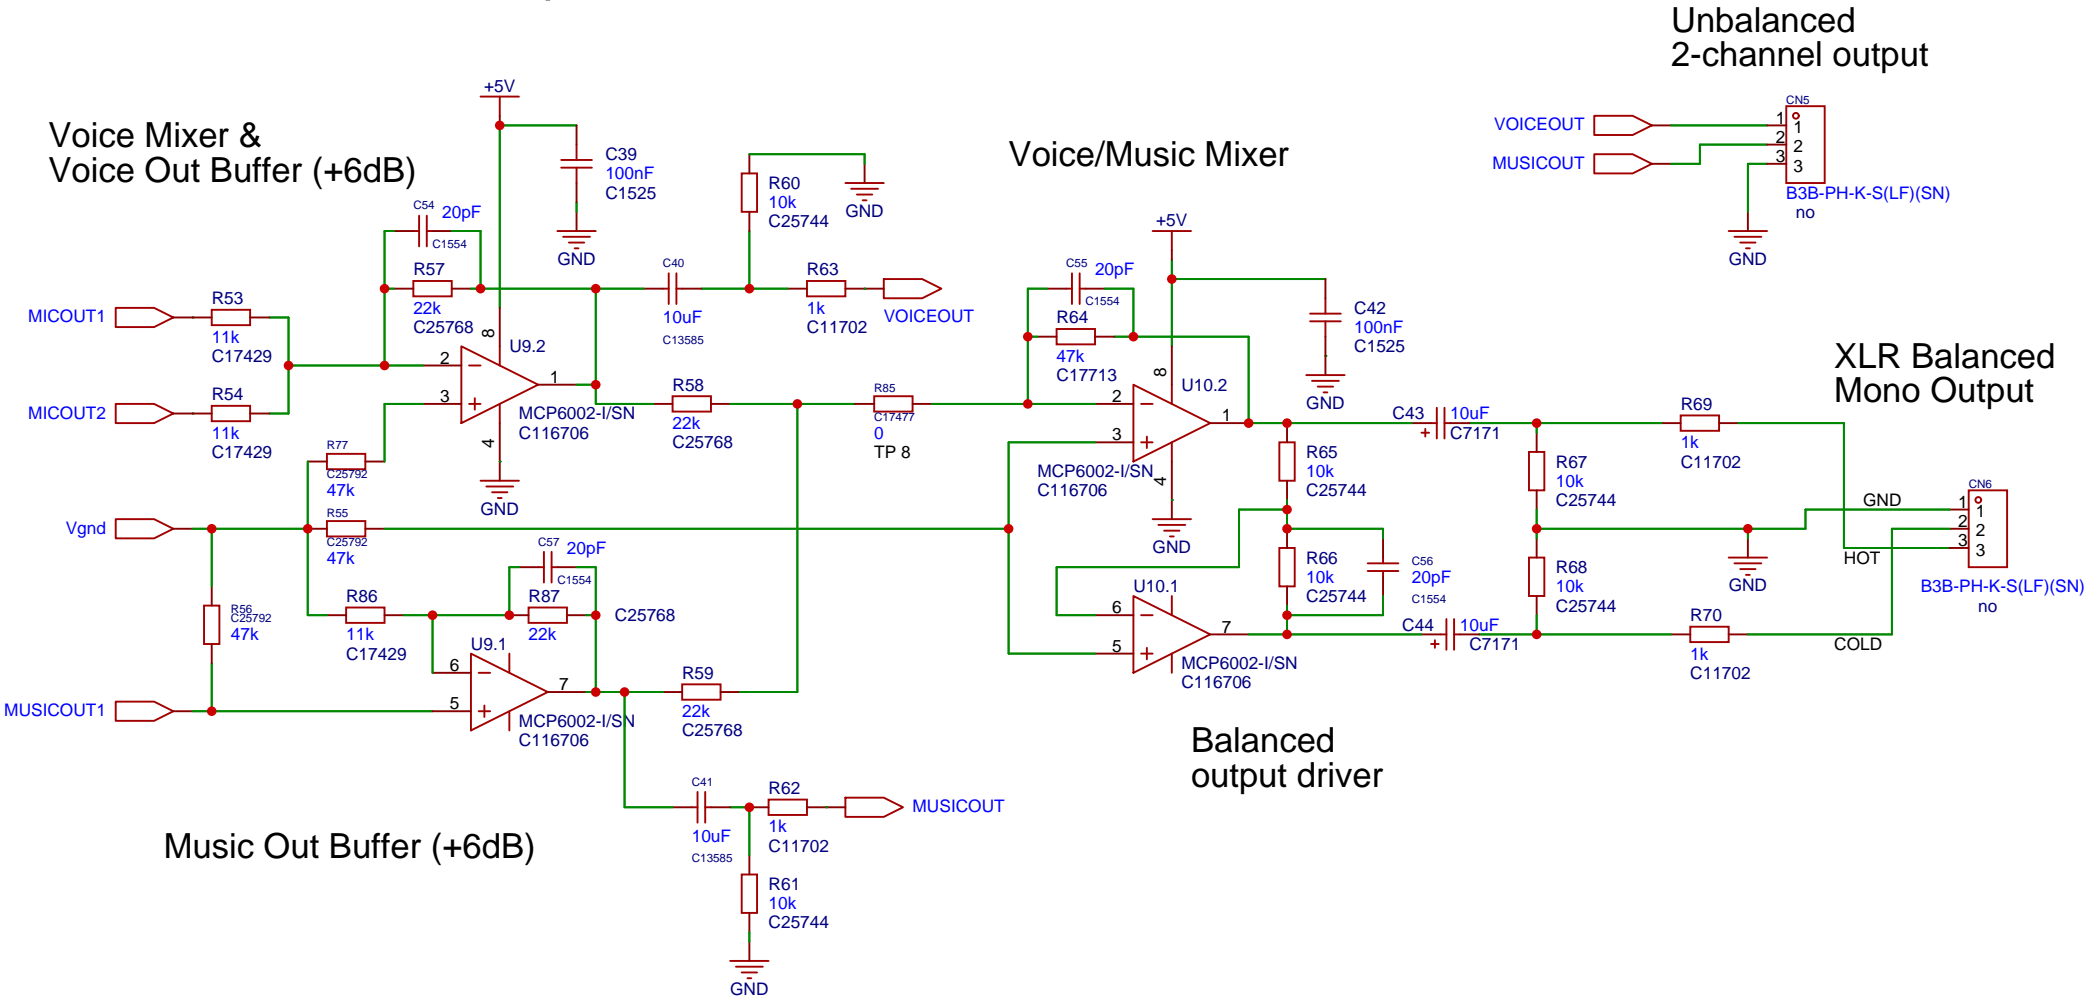 Unbalanced
2-channel output
CN5
VOICEOUT
MUSICOUT
1
2
3
1
2
3
B3B-PH-K-S(LF)(SN)
no
GND
Voice Mixer &
Voice Out Buffer (+6dB)
+5V
C39
100nF
C1525
GND
C54
20pF
C1554
R57
22k
C25768
R53
11k
C17429
MICOUT1
R54
11k
C17429
MICOUT2
8
U9.2
2
3
1
4
MCP6002-I/SN
C116706
GND
R60
10k
C25744
GND
C40
10uF
C13585
R63
1k
C11702
VOICEOUT
R58
22k
C25768
R85
C17477
0
TP 8
R77
C25792
47k
Vgnd
R55
C25792
47k
R56
C25792
47k
MUSICOUT1
C57
20pF
C1554
R86
11k
C17429
R87
22k
C25768
U9.1
6
5
7
MCP6002-I/SN
C116706
R59
22k
C25768
C41
10uF
C13585
R62
1k
C11702
MUSICOUT
R61
10k
C25744
GND
Music Out Buffer (+6dB)
Voice/Music Mixer
+5V
C55
20pF
C1554
R64
47k
C17713
C42
100nF
C1525
GND
8
U10.2
2
3
1
4
MCP6002-I/SN
C116706
GND
R65
10k
C25744
R66
10k
C25744
C56
20pF
C1554
U10.1
6
5
7
MCP6002-I/SN
C116706
Balanced
output driver
C43
10uF
C7171
C44
10uF
C7171
R67
10k
C25744
R68
10k
C25744
R69
1k
C11702
R70
1k
C11702
XLR Balanced
Mono Output
GND
HOT
COLD
GND
CN6
1
2
3
1
2
3
B3B-PH-K-S(LF)(SN)
no